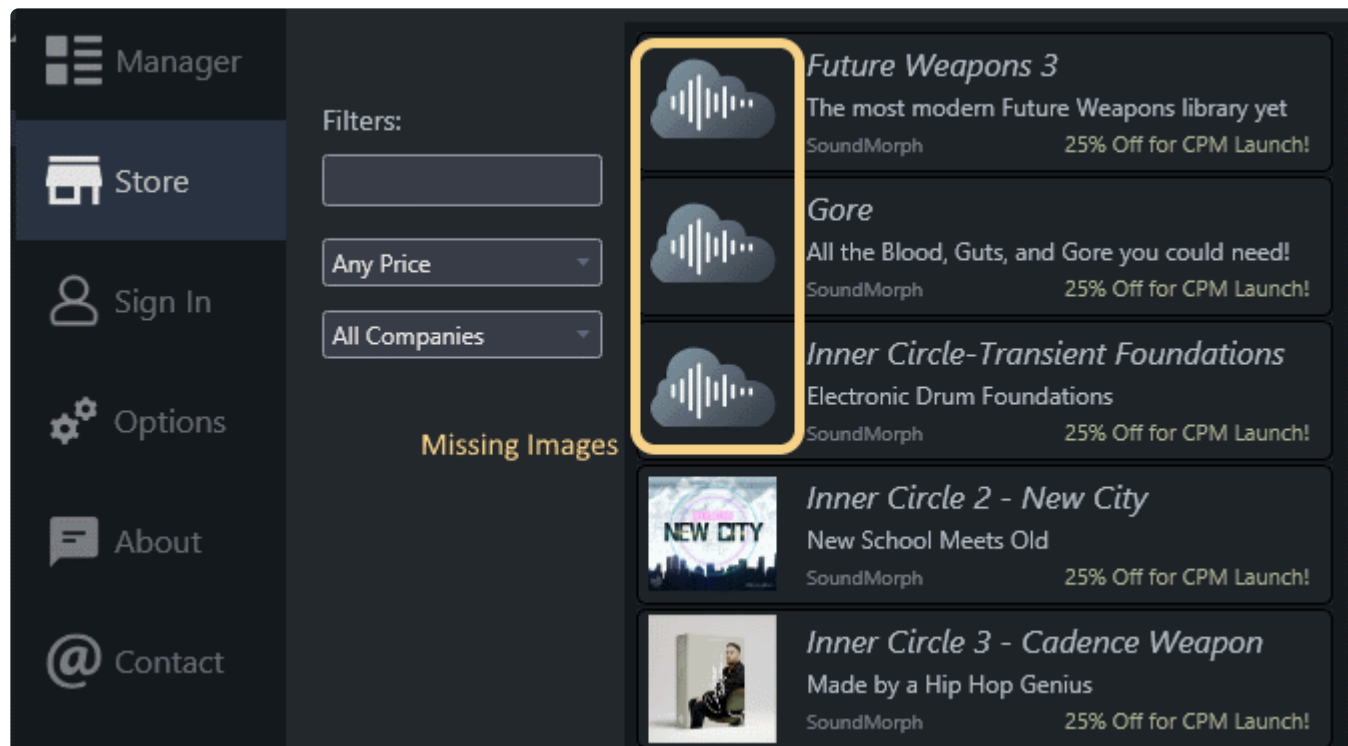 Manager
Store
Sign In
Options
About
Contact
Filters:
Any Price
All Companies
Missing Images
Future Weapons 3
The most modern Future Weapons library yet
SoundMorph 25% Off for CPM Launch!
Gore
All the Blood, Guts, and Gore you could need!
SoundMorph 25% Off for CPM Launch!
Inner Circle-Transient Foundations
Electronic Drum Foundations
SoundMorph 25% Off for CPM Launch!
NEW CITY
Inner Circle 2 - New City
New School Meets Old
SoundMorph 25% Off for CPM Launch!
Inner Circle 3 - Cadence Weapon
Made by a Hip Hop Genius
SoundMorph 25% Off for CPM Launch!